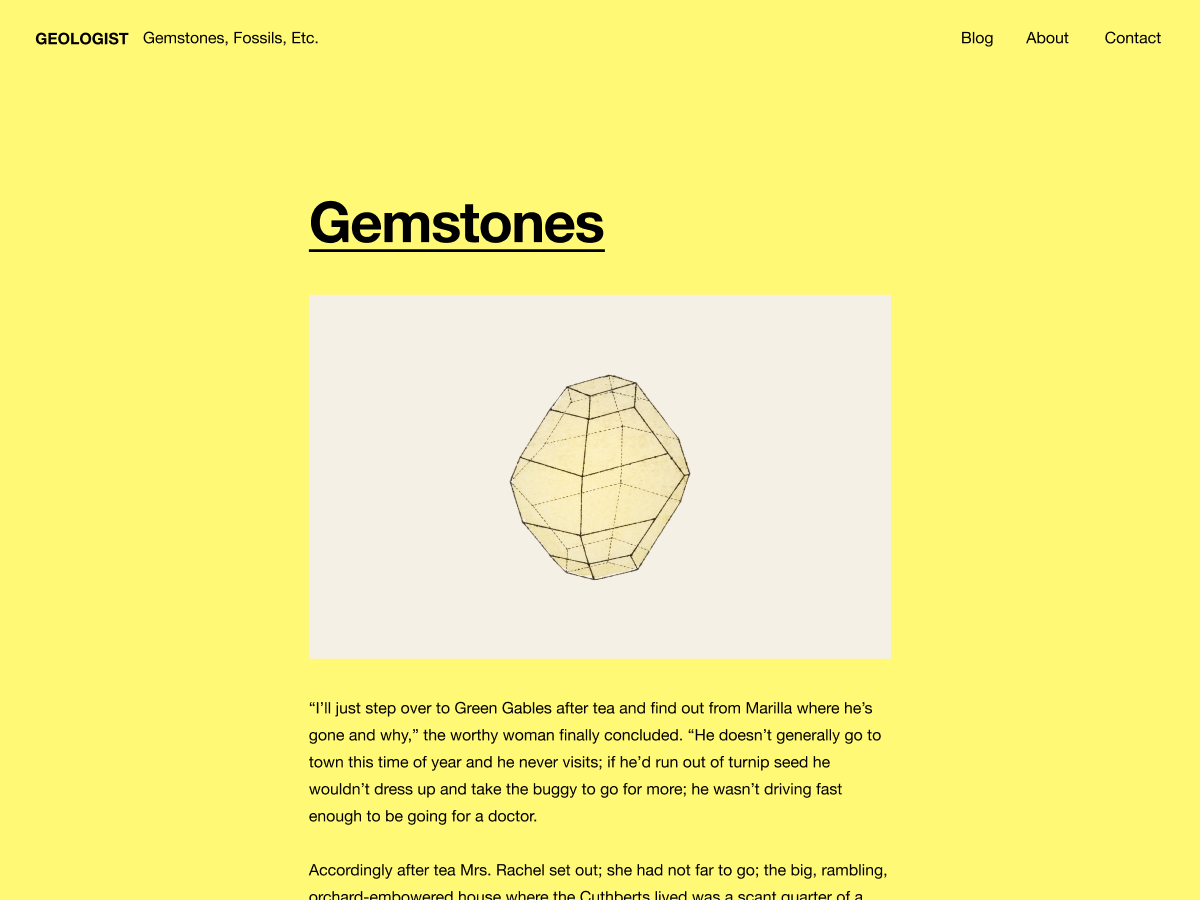 GEOLOGIST Gemstones, Fossils, Etc. Blog About Contact
Gemstones
“I’ll just step over to Green Gables after tea and find out from Marilla where he’s
gone and why,” the worthy woman finally concluded. “He doesn’t generally go to
town this time of year and he never visits; if he’d run out of turnip seed he
wouldn’t dress up and take the buggy to go for more; he wasn’t driving fast
enough to be going for a doctor.
Accordingly after tea Mrs. Rachel set out; she had not far to go; the big, rambling,
orchard-embowered house where the Cuthberts lived was a scant quarter of a